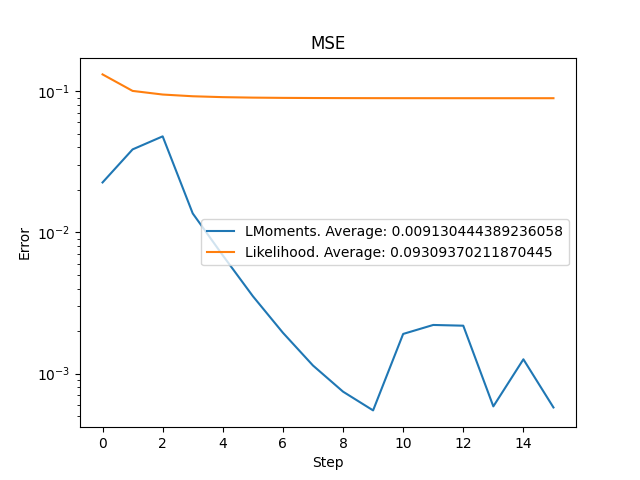 MSE
10⁻¹
10⁻²
10⁻³
Error
LMoments. Average: 0.009130444389236058
Likelihood. Average: 0.09309370211870445
0 2 4 6 8 10 12 14
Step